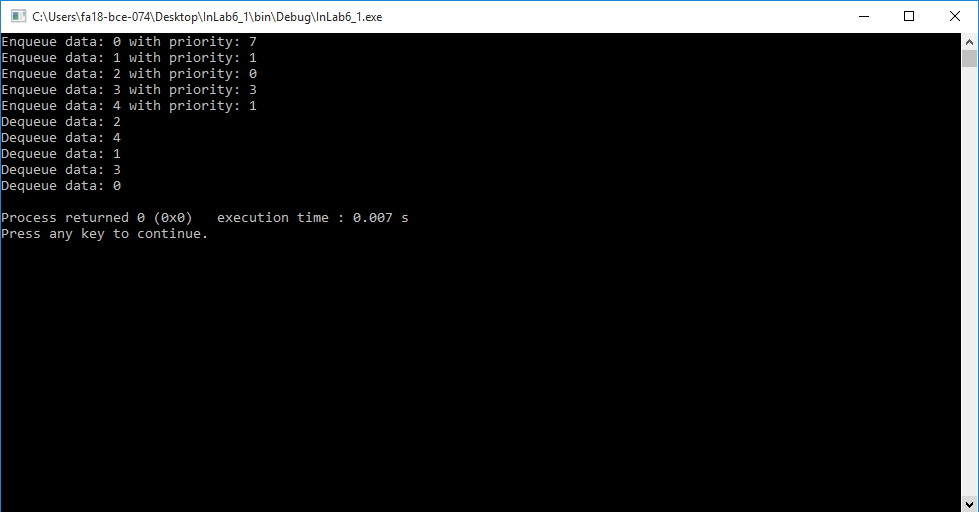 C:\Users\fa18-bce-074\Desktop\InLab6_1\bin\Debug\InLab6_1.exe
Enqueue data: 0 with priority: 7
Enqueue data: 1 with priority: 1
Enqueue data: 2 with priority: 0
Enqueue data: 3 with priority: 3
Enqueue data: 4 with priority: 1
Dequeue data: 2
Dequeue data: 4
Dequeue data: 1
Dequeue data: 3
Dequeue data: 0
Process returned 0 (0x0)   execution time : 0.007 s
Press any key to continue.